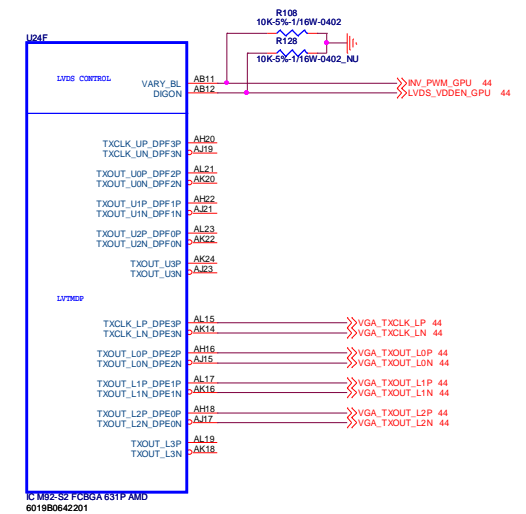 R108
10K-5%-1/16W-0402
R128
10K-5%-1/16W-0402_NU
U24F
LVDS CONTROL
VARY_BL AB11 INV_PWM_GPU 44
DIGON AB12 LVDS_VDDEN_GPU 44
TXCLK_UP_DPF3P AH20
TXCLK_UN_DPF3N AJ19
TXOUT_U0P_DPF2P AL21
TXOUT_U0N_DPF2N AK20
TXOUT_U1P_DPF1P AH22
TXOUT_U1N_DPF1N AJ21
TXOUT_U2P_DPF0P AL23
TXOUT_U2N_DPF0N AK22
TXOUT_U3P AK24
TXOUT_U3N AJ23
LVTMDP
TXCLK_LP_DPE3P AL15 VGA_TXCLK_LP 44
TXCLK_LN_DPE3N AK14 VGA_TXCLK_LN 44
TXOUT_L0P_DPE2P AH16 VGA_TXOUT_L0P 44
TXOUT_L0N_DPE2N AJ15 VGA_TXOUT_L0N 44
TXOUT_L1P_DPE1P AL17 VGA_TXOUT_L1P 44
TXOUT_L1N_DPE1N AK16 VGA_TXOUT_L1N 44
TXOUT_L2P_DPE0P AH18 VGA_TXOUT_L2P 44
TXOUT_L2N_DPE0N AJ17 VGA_TXOUT_L2N 44
TXOUT_L3P AL19
TXOUT_L3N AK18
IC M92-S2 FCBGA 631P AMD
6019B0642201